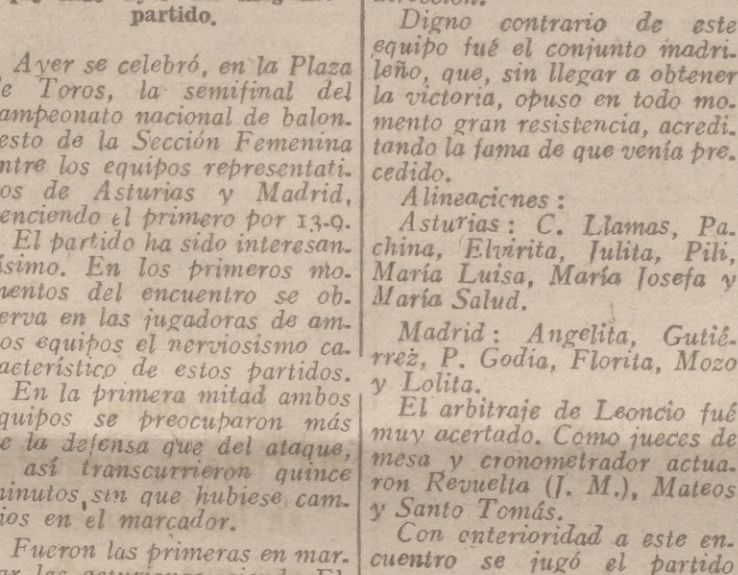 partido.
Ayer se celebró, en la Plaza
e Toros, la semifinal del
ampeonato nacional de balon-
esto de la Sección Femenina
ntre los equipos representati-
os de Asturias y Madrid,
enciendo el primero por 13-9.
El partido ha sido interesan-
ísimo. En los primeros mo-
mentos del encuentro se ob-
erva en las jugadoras de am-
os equipos el nerviosismo ca-
acterístico de estos partidos.
En la primera mitad ambos
quipos se preocuparon más
e la defensa que del ataque,
así transcurrieron quince
inutos sin que hubiese cam-
ios en el marcador.
Fueron las primeras en mar-
ar las asturianas, siendo El-
Digno contrario de este
equipo fué el conjunto madri-
leño, que, sin llegar a obtener
la victoria, opuso en todo mo-
mento gran resistencia, acredi-
tando la fama de que venía pre-
cedido.
Alineaciones:
Asturias: C. Llamas, Pa-
china, Elvirita, Julita, Pili,
María Luisa, María Josefa y
María Salud.
Madrid: Angelita, Gutié-
rrez, P. Godia, Florita, Mozo
y Lolita.
El arbitraje de Leoncio fué
muy acertado. Como jueces de
mesa y cronometrador actua-
ron Revuelta (J. M.), Mateos
y Santo Tomás.
Con enterioridad a este en-
cuentro se jugó el partido